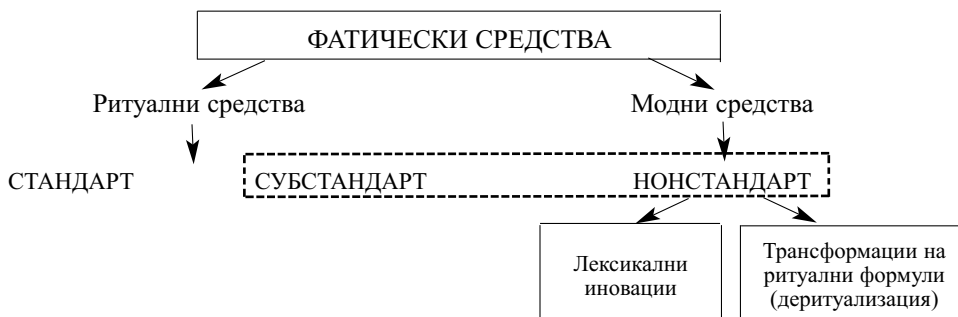 ФАТИЧЕСКИ СРЕДСТВА
Ритуални средства
Модни средства
СТАНДАРТ
СУБСТАНДАРТ
НОНСТАНДАРТ
Лексикални
иновации
Трансформации на
ритуални формули
(деритуализация)